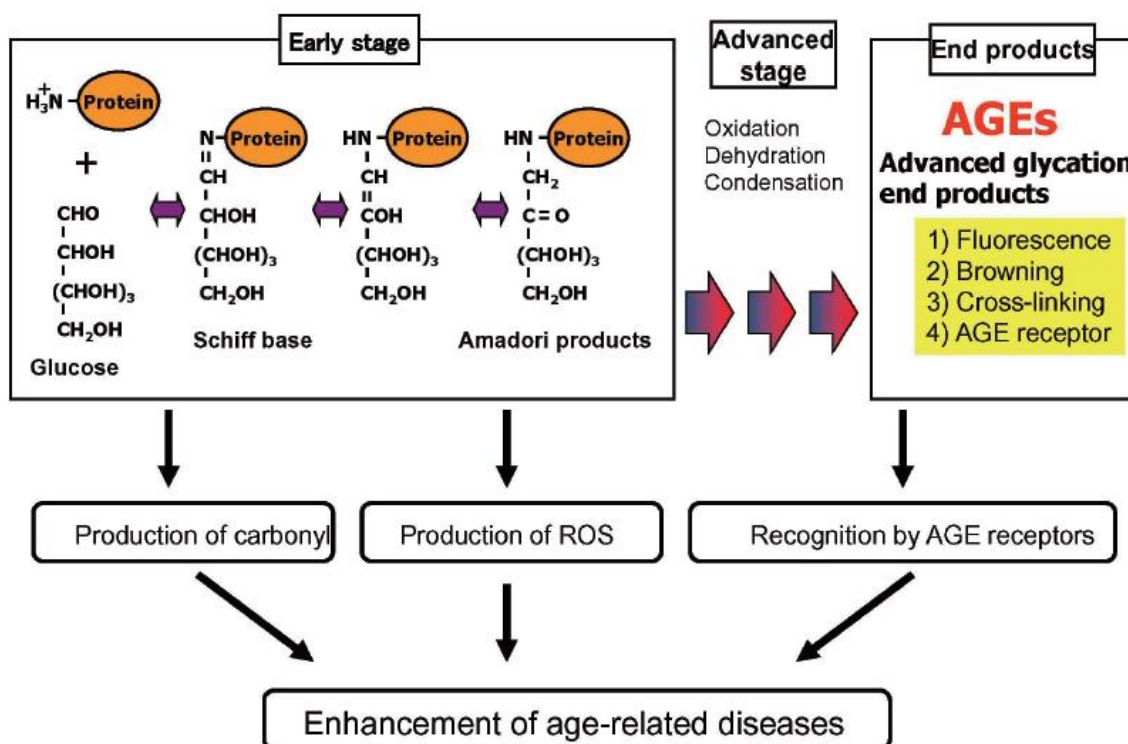 Early stage
H₃N⁺ Protein
+
CHO
CHOH
(CHOH)₃
CH₂OH
Glucose
N Protein
CH
CHOH
(CHOH)₃
CH₂OH
Schiff base
HN Protein
CH
COH
(CHOH)₃
CH₂OH
HN Protein
CH₂
C=O
(CHOH)₃
CH₂OH
Amadori products
Advanced
stage
Oxidation
Dehydration
Condensation
End products
AGEs
Advanced glycation
end products
1) Fluorescence
2) Browning
3) Cross-linking
4) AGE receptor
Production of carbonyl
Production of ROS
Recognition by AGE receptors
Enhancement of age-related diseases